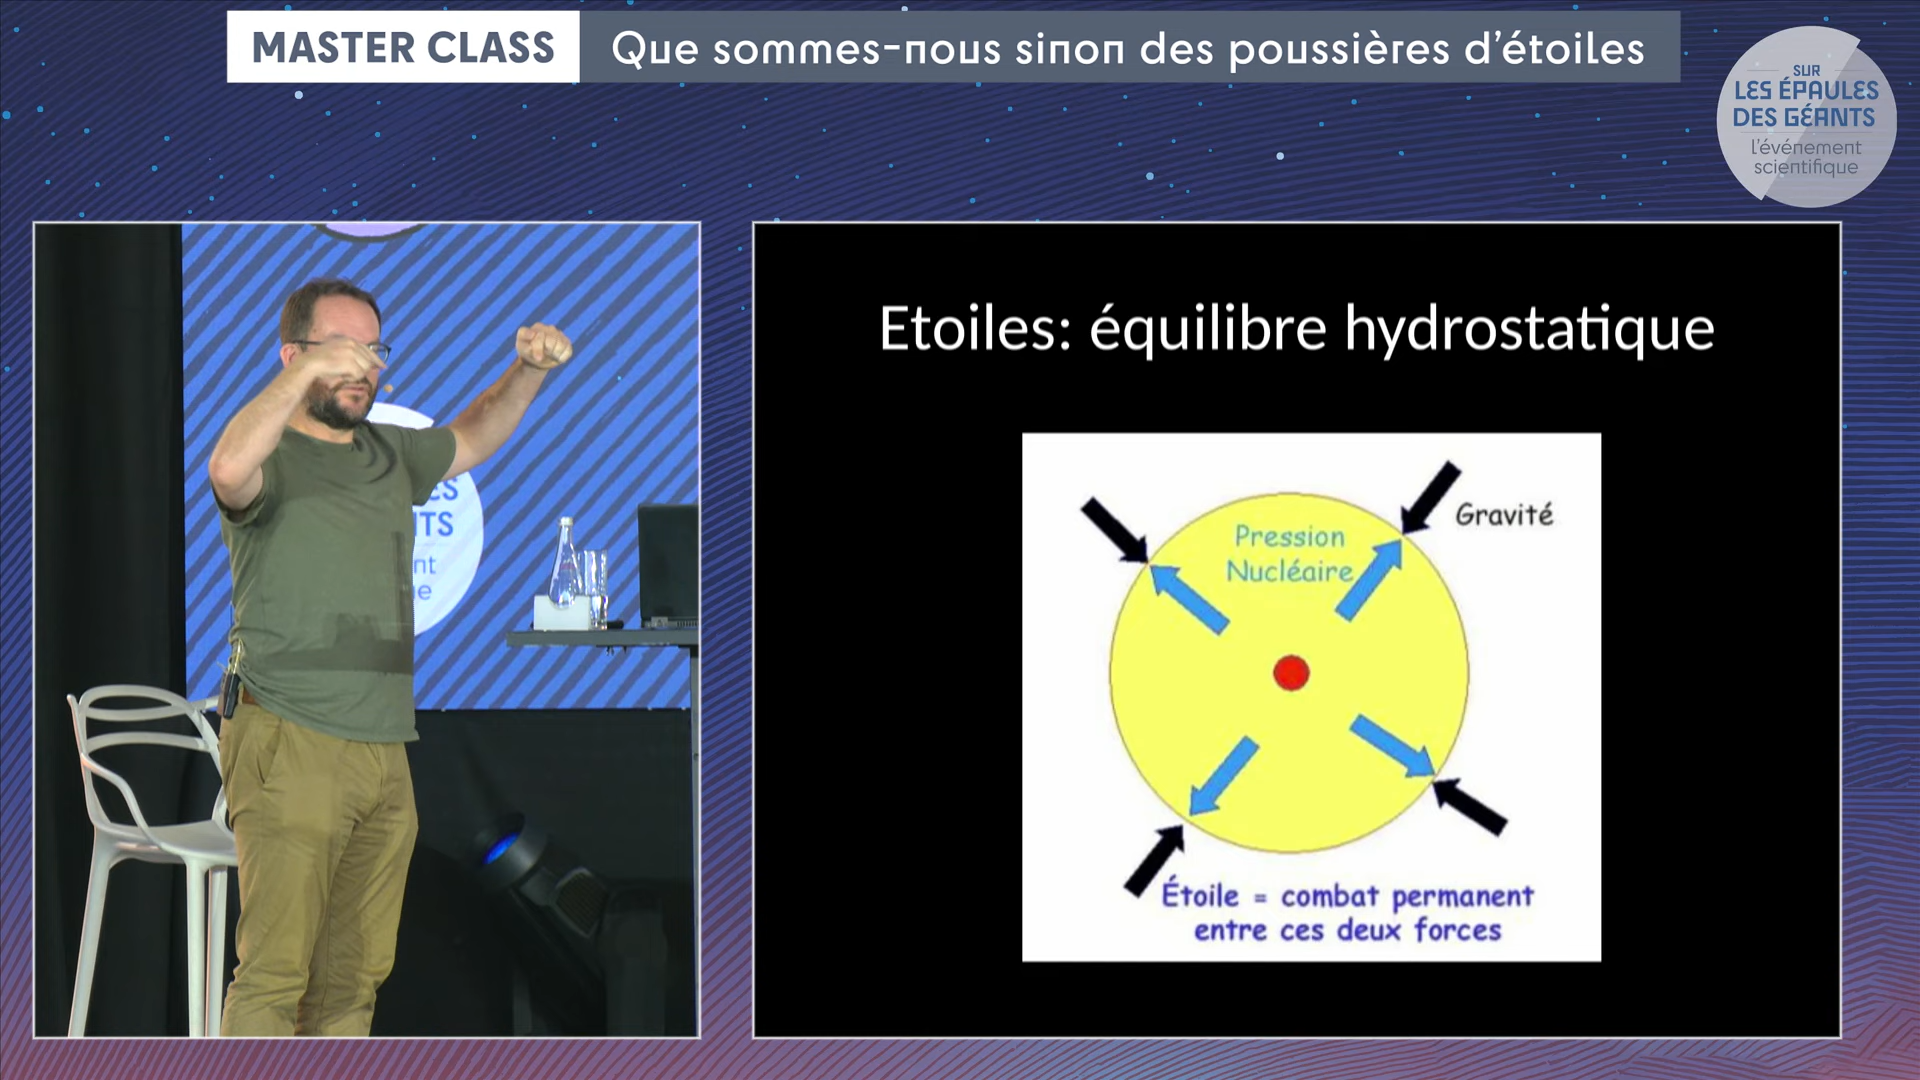 MASTER CLASS Que sommes-nous sinon des poussières d'étoiles
SUR
LES ÉPAULES
DES GÉANTS
l'événement
scientifique
Etoiles: équilibre hydrostatique
Gravité
Pression
Nucléaire
Étoile = combat permanent
entre ces deux forces